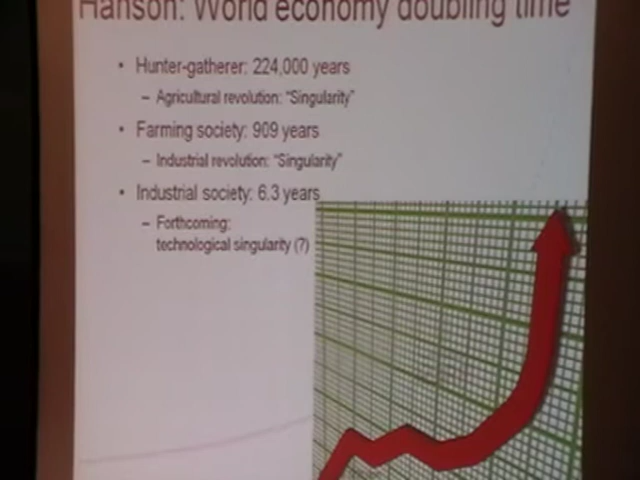 Hanson: World economy doubling time
• Hunter-gatherer: 224,000 years
– Agricultural revolution: “Singularity”
• Farming society: 909 years
– Industrial revolution: “Singularity”
• Industrial society: 6.3 years
– Forthcoming:
technological singularity (?)